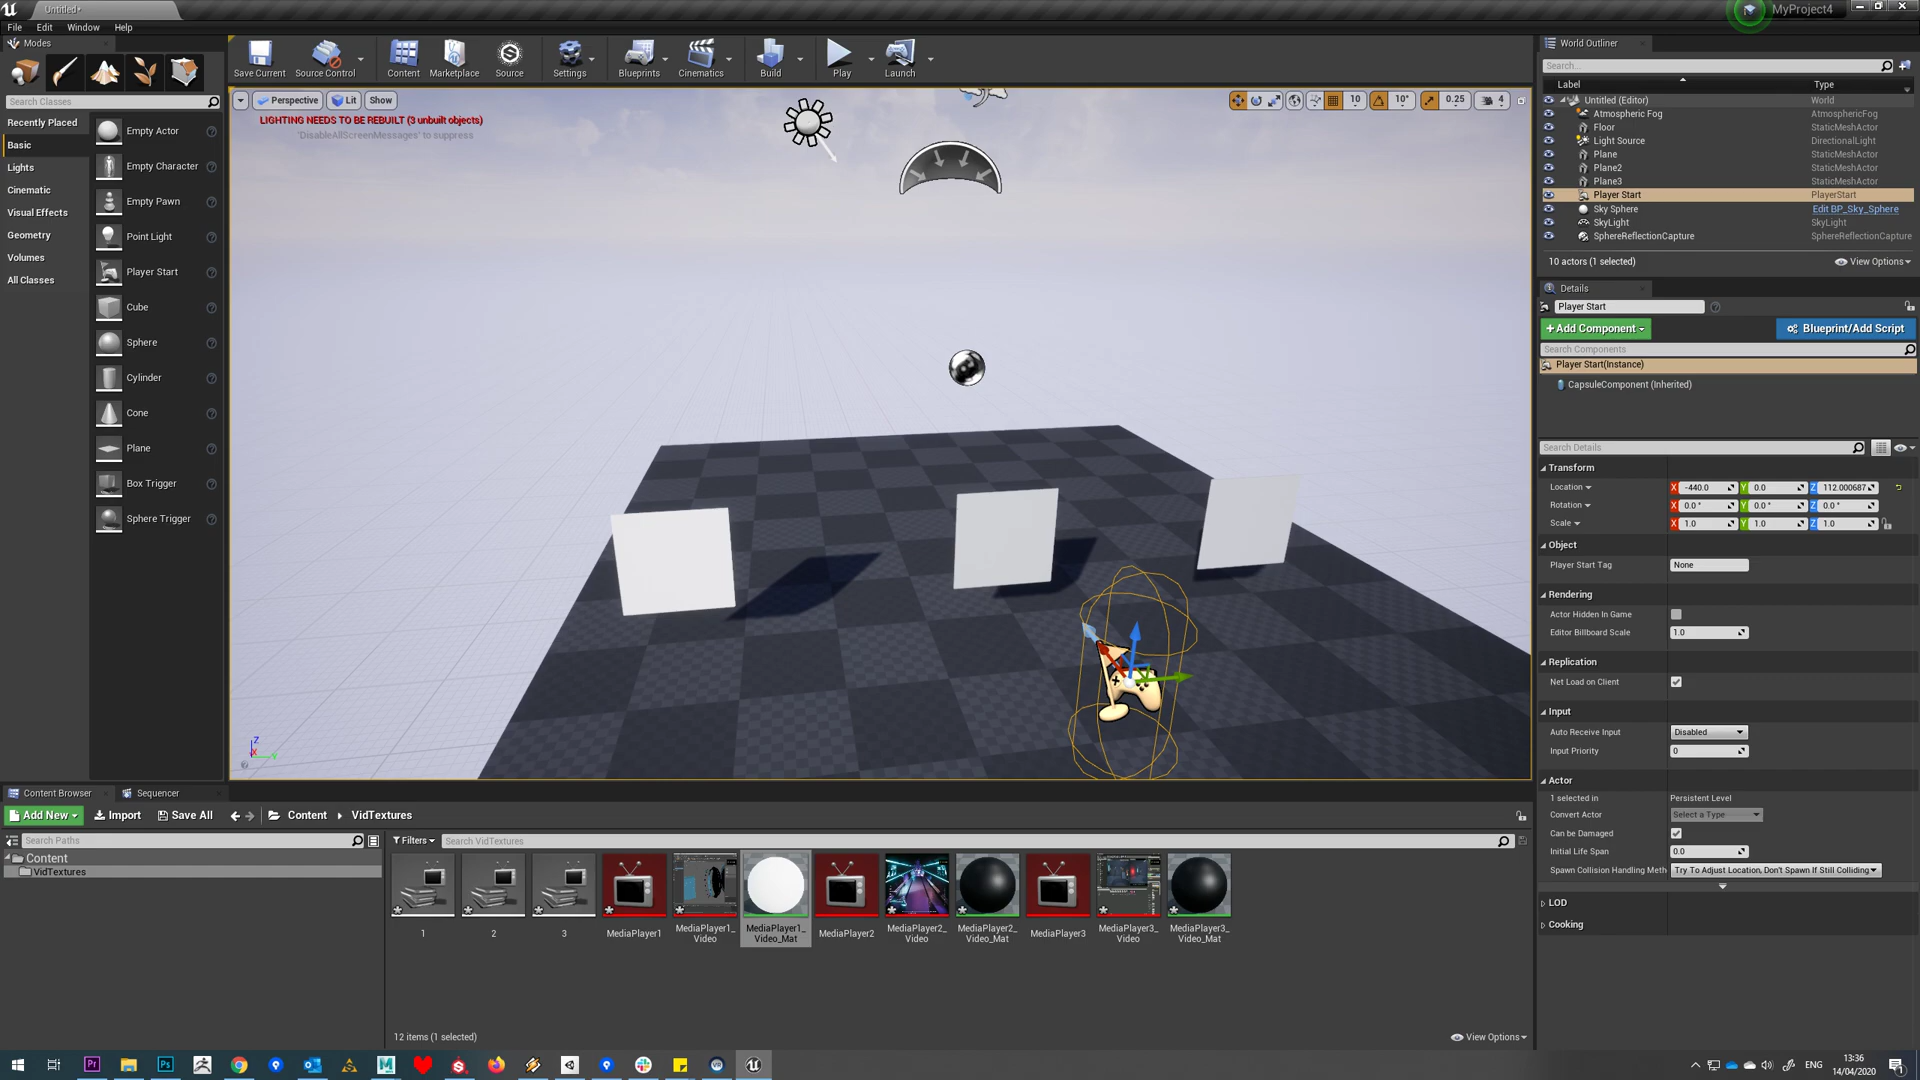 Untitled*
MyProject4
File Edit Window Help
Modes
Search Classes
Recently Placed
Basic
Lights
Cinematic
Visual Effects
Geometry
Volumes
All Classes
Empty Actor
Empty Character
Empty Pawn
Point Light
Player Start
Cube
Sphere
Cylinder
Cone
Plane
Box Trigger
Sphere Trigger
Save Current Source Control Content Marketplace Source Settings Blueprints Cinematics Build Play Launch
Perspective Lit Show
10 10° 0.25 4
LIGHTING NEEDS TO BE REBUILT (3 unbuilt objects)
'DisableAllScreenMessages' to suppress
Z
X
Y
World Outliner
Search...
Label Type
Untitled (Editor) World
Atmospheric Fog AtmosphericFog
Floor StaticMeshActor
Light Source DirectionalLight
Plane StaticMeshActor
Plane2 StaticMeshActor
Plane3 StaticMeshActor
Player Start PlayerStart
Sky Sphere Edit BP_Sky_Sphere
SkyLight SkyLight
SphereReflectionCapture SphereReflectionCapture
10 actors (1 selected) View Options
Details
Player Start
+Add Component Blueprint/Add Script
Search Components
Player Start(Instance)
CapsuleComponent (Inherited)
Search Details
Transform
Location X -440.0 Y 0.0 Z 112.000687
Rotation X 0.0 ° Y 0.0 ° Z 0.0 °
Scale X 1.0 Y 1.0 Z 1.0
Object
Player Start Tag None
Rendering
Actor Hidden In Game
Editor Billboard Scale 1.0
Replication
Net Load on Client
Input
Auto Receive Input Disabled
Input Priority 0
Actor
1 selected in Persistent Level
Convert Actor Select a Type
Can be Damaged
Initial Life Span 0.0
Spawn Collision Handling Meth Try To Adjust Location, Don't Spawn If Still Colliding
LOD
Cooking
Content Browser Sequencer
Add New Import Save All Content VidTextures
Search Paths
Filters Search VidTextures
Content
VidTextures
1
2
3
MediaPlayer1
MediaPlayer1_
Video
MediaPlayer1_
Video_Mat
MediaPlayer2
MediaPlayer2_
Video
MediaPlayer2_
Video_Mat
MediaPlayer3
MediaPlayer3_
Video
MediaPlayer3_
Video_Mat
12 items (1 selected) View Options
Pr Ps M S
ENG
13:36
14/04/2020